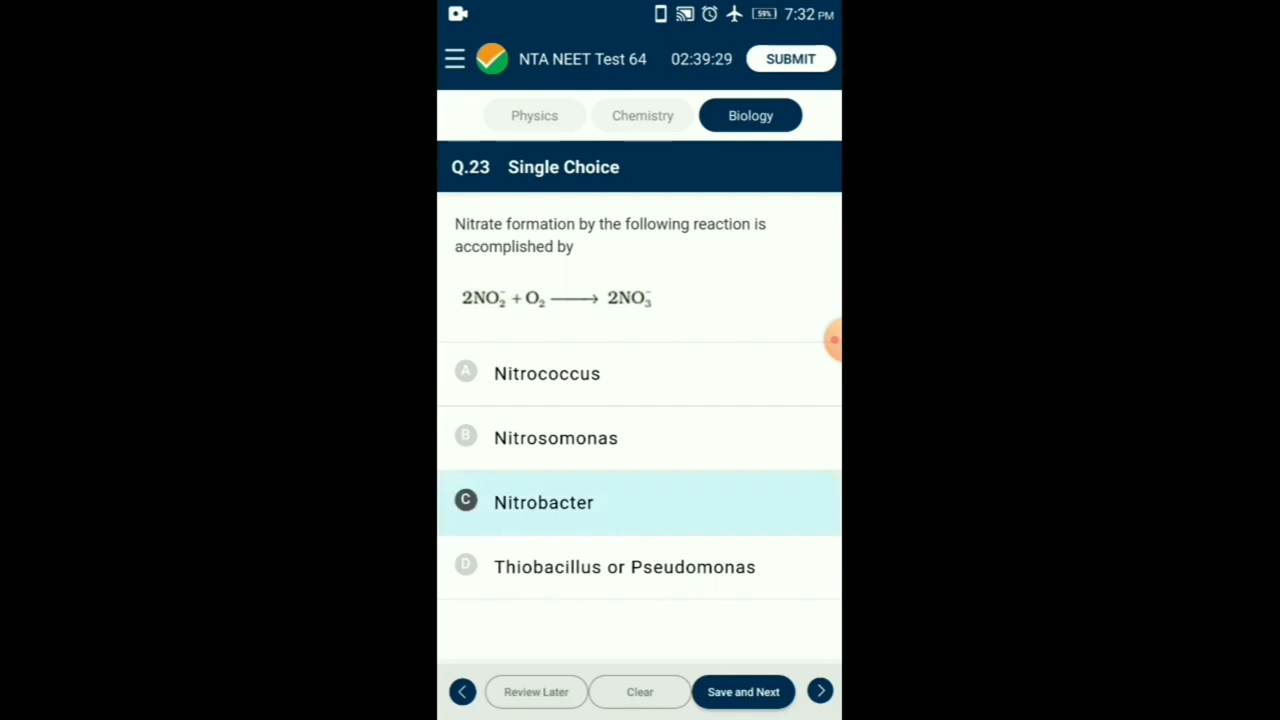 59% 7:32 PM
NTA NEET Test 64 02:39:29 SUBMIT
Physics Chemistry Biology
Q.23 Single Choice
Nitrate formation by the following reaction is
accomplished by
2NO₂⁻ + O₂ ⟶ 2NO₃⁻
A Nitrococcus
B Nitrosomonas
C Nitrobacter
D Thiobacillus or Pseudomonas
Review Later Clear Save and Next